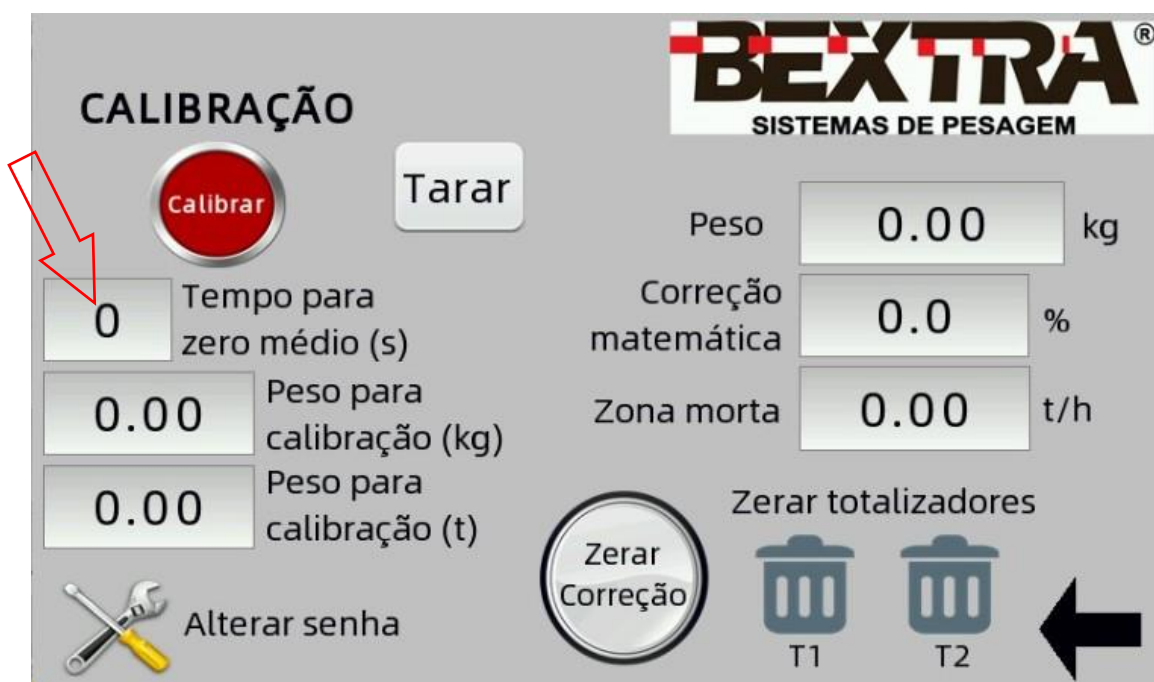 BEXTRA®
SISTEMAS DE PESAGEM
CALIBRAÇÃO
Calibrar
Tarar
0
Tempo para
zero médio (s)
0.00
Peso para
calibração (kg)
0.00
Peso para
calibração (t)
Alterar senha
Peso
0.00
kg
Correção
matemática
0.0
%
Zona morta
0.00
t/h
Zerar
Correção
Zerar totalizadores
T1
T2